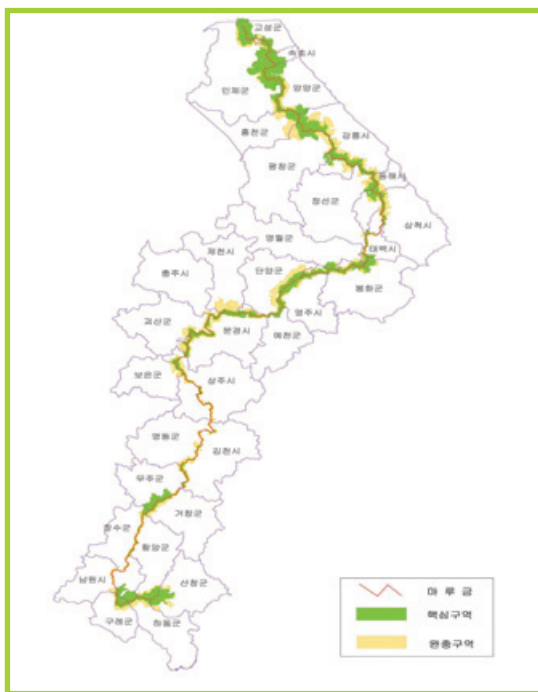 고성군
속초시
인제군
양양군
홍천군
강릉시
평창군
동해시
정선군
삼척시
영월군
태백시
제천시
단양군
충주시
봉화군
영주시
괴산군
문경시
예천군
보은군
상주시
영동군
김천시
무주군
거창군
장수군
함양군
남원시
산청군
구례군
하동군
마 루 금
핵심구역
완충구역